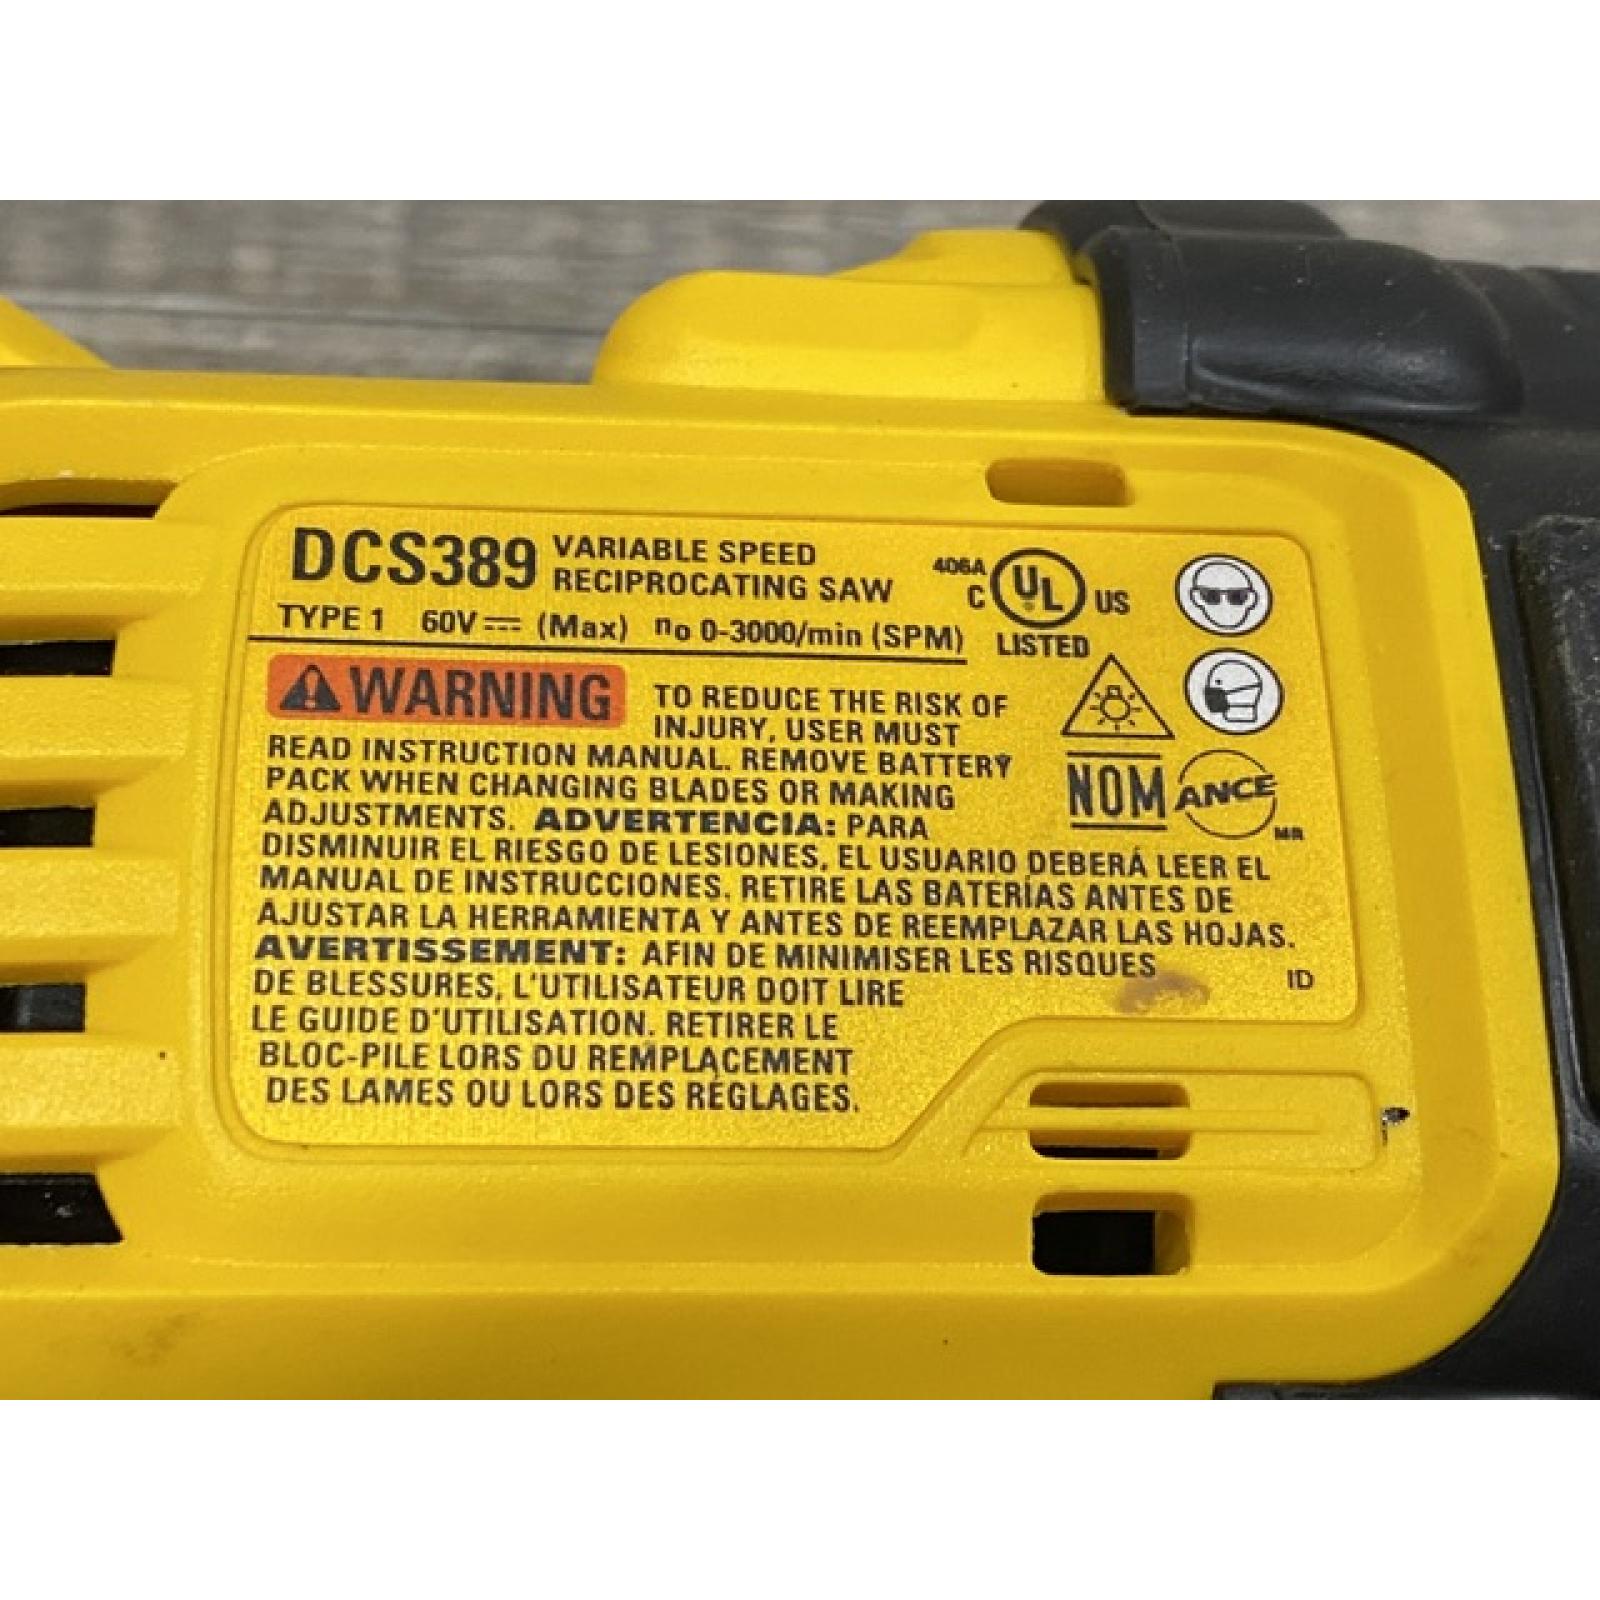 DCS389 VARIABLE SPEED
RECIPROCATING SAW
TYPE 1 60V⎓ (Max) no 0-3000/min (SPM)
406A
C UL US
LISTED
WARNING TO REDUCE THE RISK OF
INJURY, USER MUST
READ INSTRUCTION MANUAL. REMOVE BATTERY
PACK WHEN CHANGING BLADES OR MAKING
ADJUSTMENTS. ADVERTENCIA: PARA
DISMINUIR EL RIESGO DE LESIONES, EL USUARIO DEBERÁ LEER EL
MANUAL DE INSTRUCCIONES. RETIRE LAS BATERÍAS ANTES DE
AJUSTAR LA HERRAMIENTA Y ANTES DE REEMPLAZAR LAS HOJAS.
AVERTISSEMENT: AFIN DE MINIMISER LES RISQUES
DE BLESSURES, L'UTILISATEUR DOIT LIRE
LE GUIDE D'UTILISATION. RETIRER LE
BLOC-PILE LORS DU REMPLACEMENT
DES LAMES OU LORS DES RÉGLAGES.
NOM ANCE
MR
ID